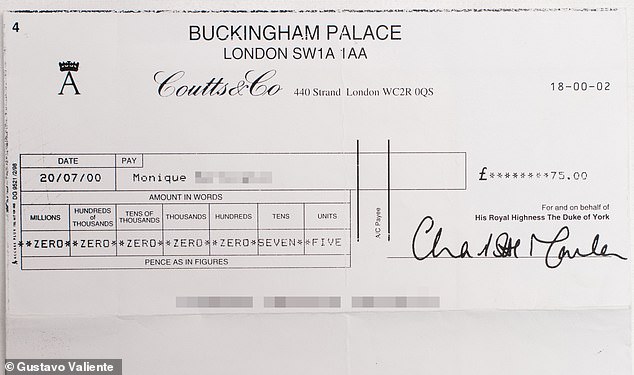 4
BUCKINGHAM PALACE
LONDON SW1A 1AA
A
Coutts&Co 440 Strand London WC2R 0QS
18-00-02
DATE PAY
20/07/00 Monique
£********75.00
AMOUNT IN WORDS
MILLIONS HUNDREDS OF THOUSANDS TENS OF THOUSANDS THOUSANDS HUNDREDS TENS UNITS
**ZERO* *ZERO* *ZERO* *ZERO* *ZERO*SEVEN**FIVE
PENCE AS IN FIGURES
A/C Payee
For and on behalf of
His Royal Highness The Duke of York
© Gustavo Valiente